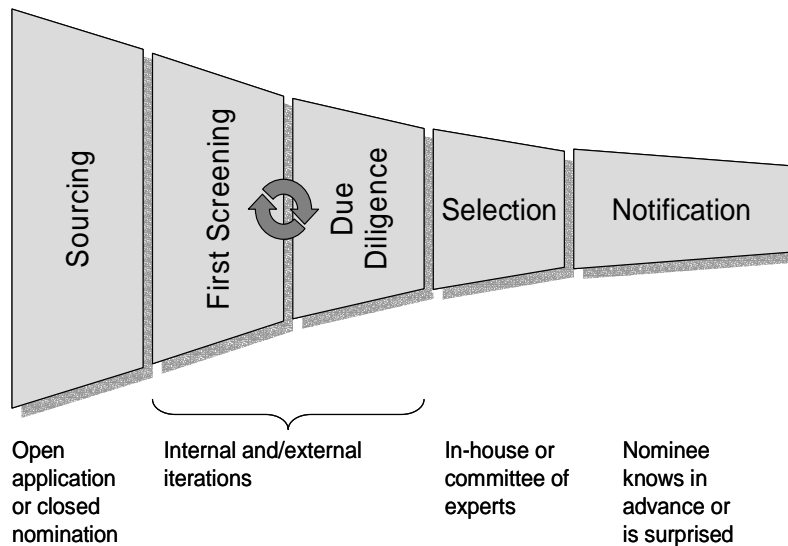 Sourcing
First Screening
Due
Diligence
Selection
Notification
Open
application
or closed
nomination
Internal and/external
iterations
In-house or
committee of
experts
Nominee
knows in
advance or
is surprised